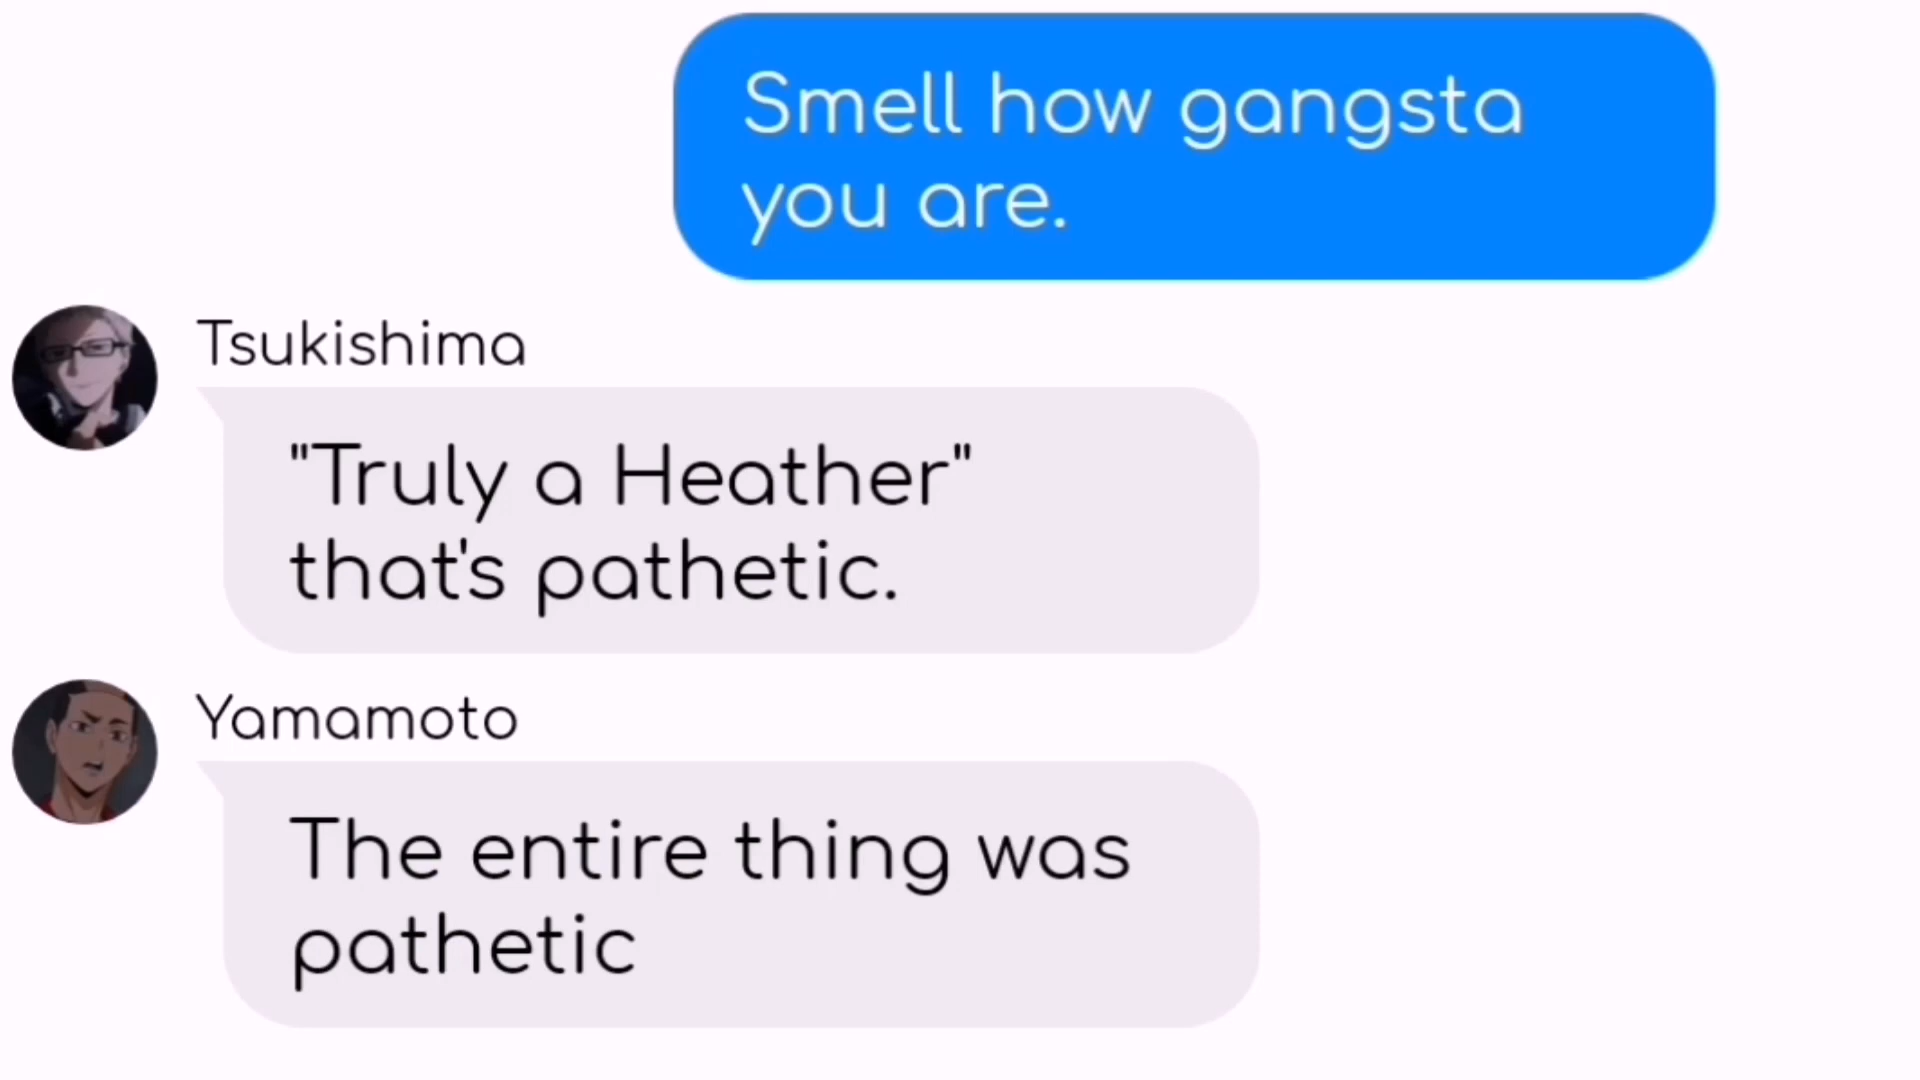 Smell how gangsta
you are.
Tsukishima
"Truly a Heather"
that's pathetic.
Yamamoto
The entire thing was
pathetic